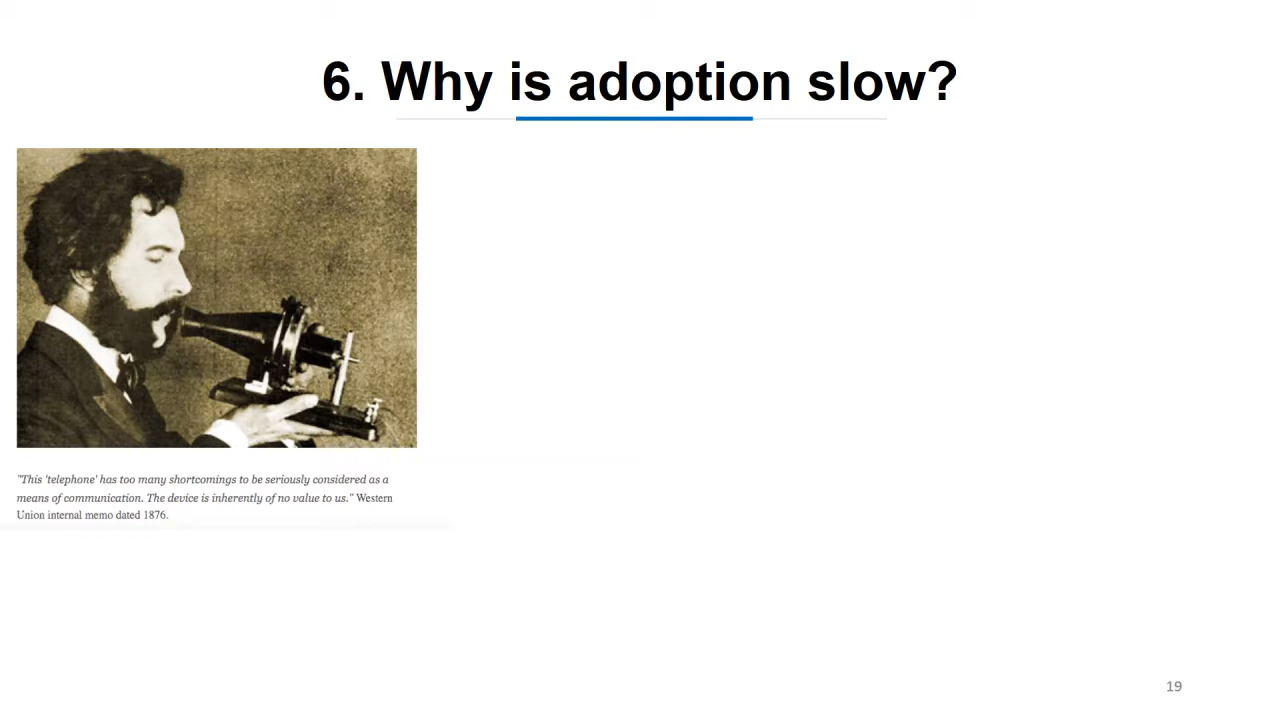 6. Why is adoption slow?
"This 'telephone' has too many shortcomings to be seriously considered as a
means of communication. The device is inherently of no value to us." Western
Union internal memo dated 1876.
19